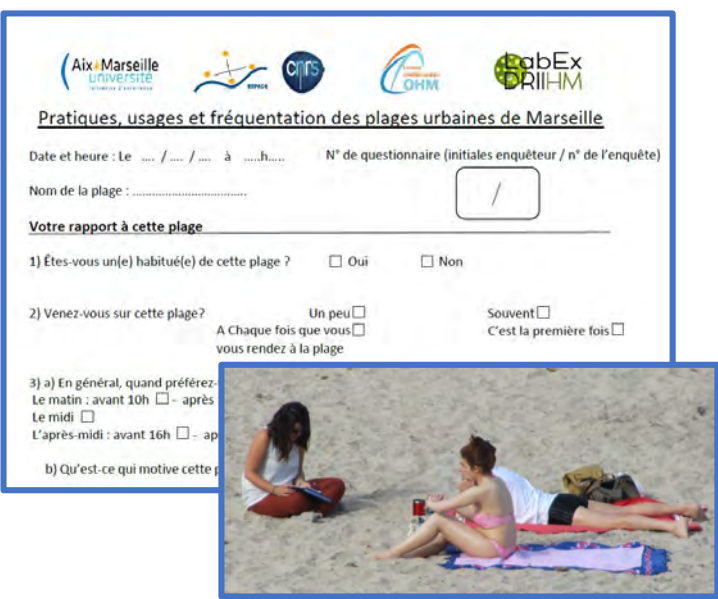 Aix*Marseille
université
ESPACE
cnrs
OHM
LabEx
DRIIHM
Pratiques, usages et fréquentation des plages urbaines de Marseille
Date et heure : Le .... / .... / .... à .....h.....
N° de questionnaire (initiales enquêteur / n° de l'enquête)
Nom de la plage : ..................................
/
Votre rapport à cette plage
1) Êtes-vous un(e) habitué(e) de cette plage ? ☐ Oui ☐ Non
2) Venez-vous sur cette plage? Un peu ☐ Souvent ☐
A Chaque fois que vous ☐ C'est la première fois ☐
vous rendez à la plage
3) a) En général, quand préférez-
Le matin : avant 10h ☐ - après
Le midi ☐
L'après-midi : avant 16h ☐ - ap
b) Qu'est-ce qui motive cette p